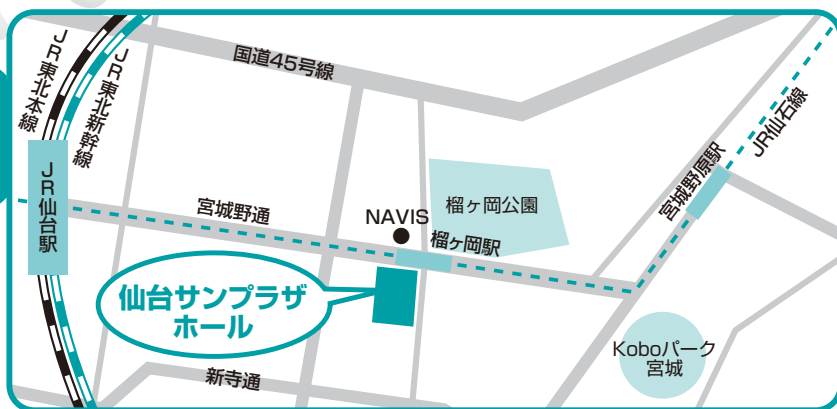 JR東北本線
JR東北新幹線
国道45号線
JR仙石線
宮城野原駅
JR仙台駅
宮城野通
NAVIS
榴ヶ岡公園
榴ヶ岡駅
仙台サンプラザ
ホール
新寺通
Koboパーク
宮城